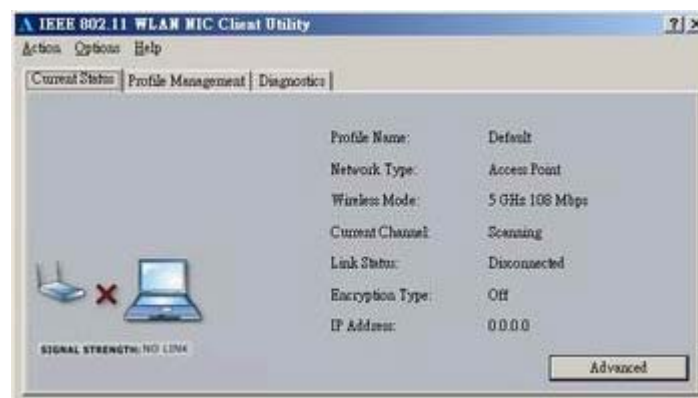 IEEE 802.11 WLAN NIC Client Utility
Action Options Help
Current Status Profile Management Diagnostics
Profile Name: Default
Network Type: Access Point
Wireless Mode: 5 GHz 108 Mbps
Current Channel: Scanning
Link Status: Disconnected
Encryption Type: Off
IP Address: 0.0.0.0
SIGNAL STRENGTH: NO LINK
Advanced